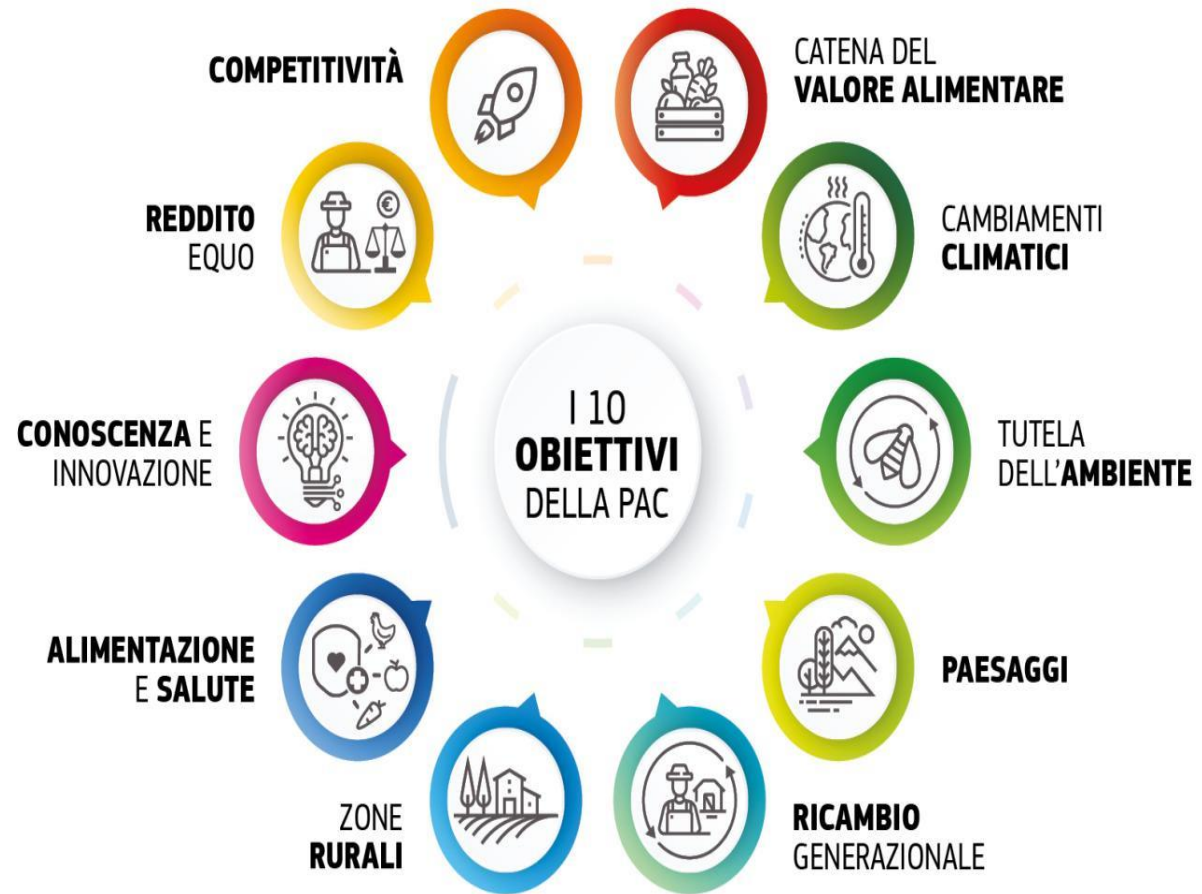 COMPETITIVITÀ
CATENA DEL
VALORE ALIMENTARE
REDDITO
EQUO
€
CAMBIAMENTI
CLIMATICI
CONOSCENZA E
INNOVAZIONE
I 10
OBIETTIVI
DELLA PAC
TUTELA
DELL'AMBIENTE
ALIMENTAZIONE
E SALUTE
PAESAGGI
ZONE
RURALI
RICAMBIO
GENERAZIONALE